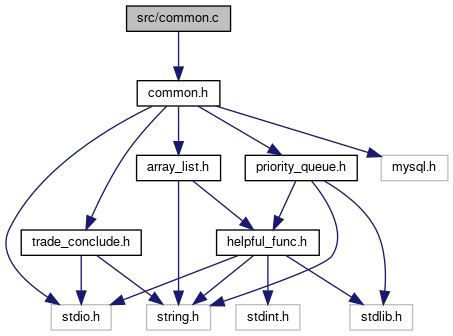 src/common.c
common.h
array_list.h
priority_queue.h
mysql.h
trade_conclude.h
helpful_func.h
stdio.h
string.h
stdint.h
stdlib.h